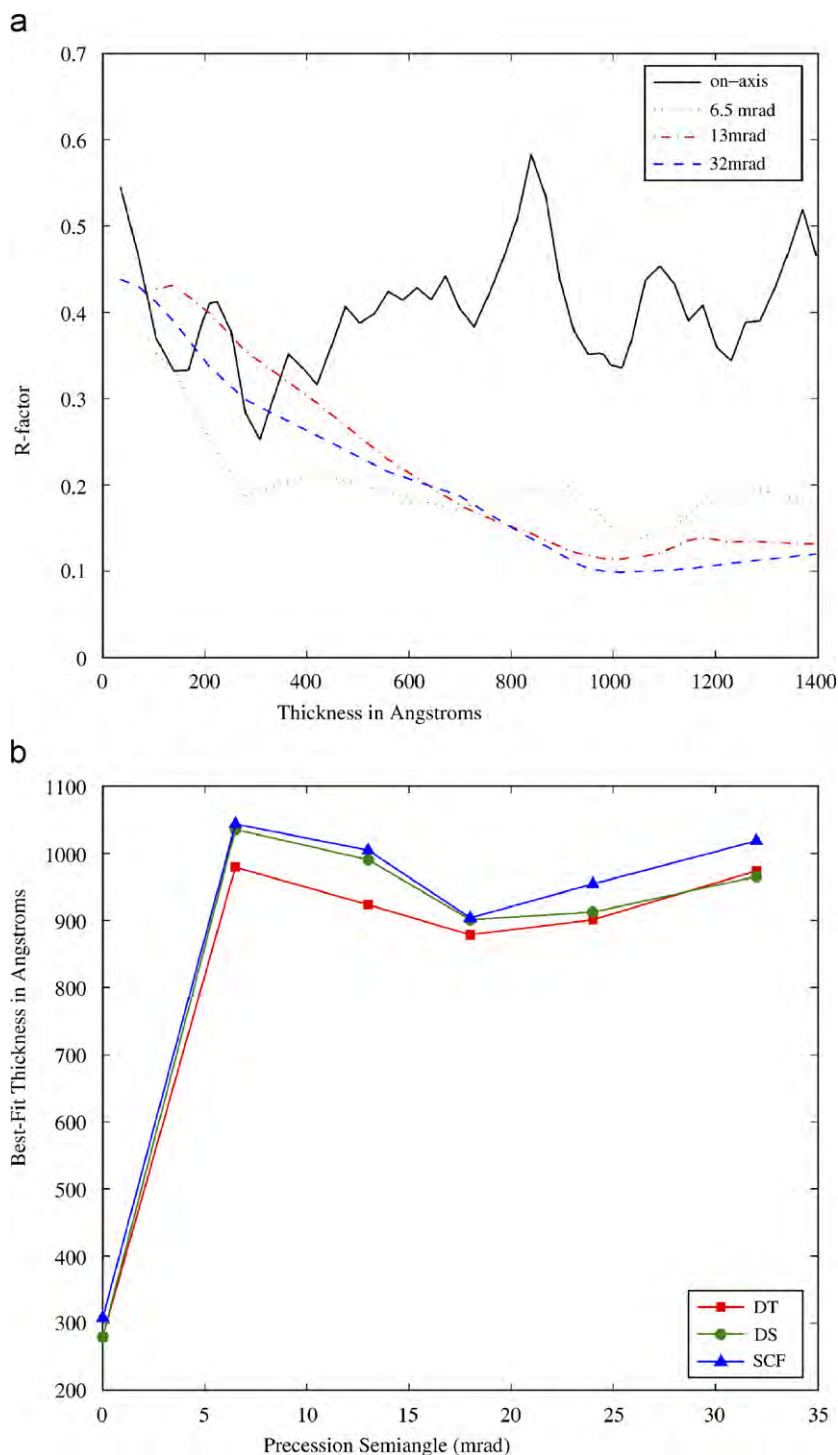 a
0.7
0.6
0.5
0.4
0.3
0.2
0.1
0
R-factor
on-axis
6.5 mrad
13mrad
32mrad
0 200 400 600 800 1000 1200 1400
Thickness in Angstroms
b
1100
1000
900
800
700
600
500
400
300
200
Best-Fit Thickness in Angstroms
DT
DS
SCF
0 5 10 15 20 25 30 35
Precession Semiangle (mrad)